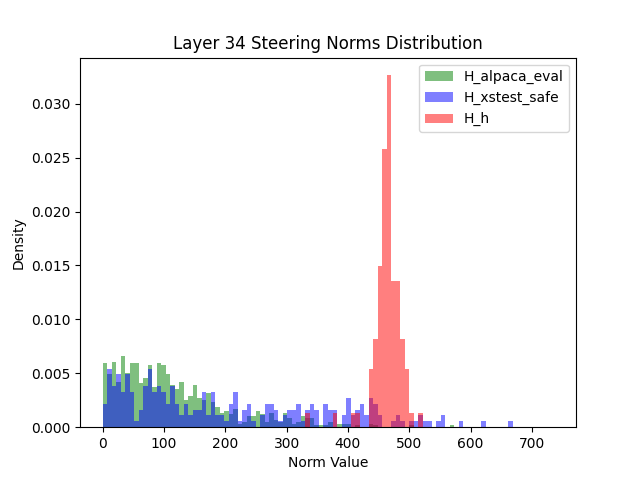 Layer 34 Steering Norms Distribution
H_alpaca_eval
H_xstest_safe
H_h
0.030
0.025
0.020
0.015
0.010
0.005
0.000
Density
0
100
200
300
400
500
600
700
Norm Value